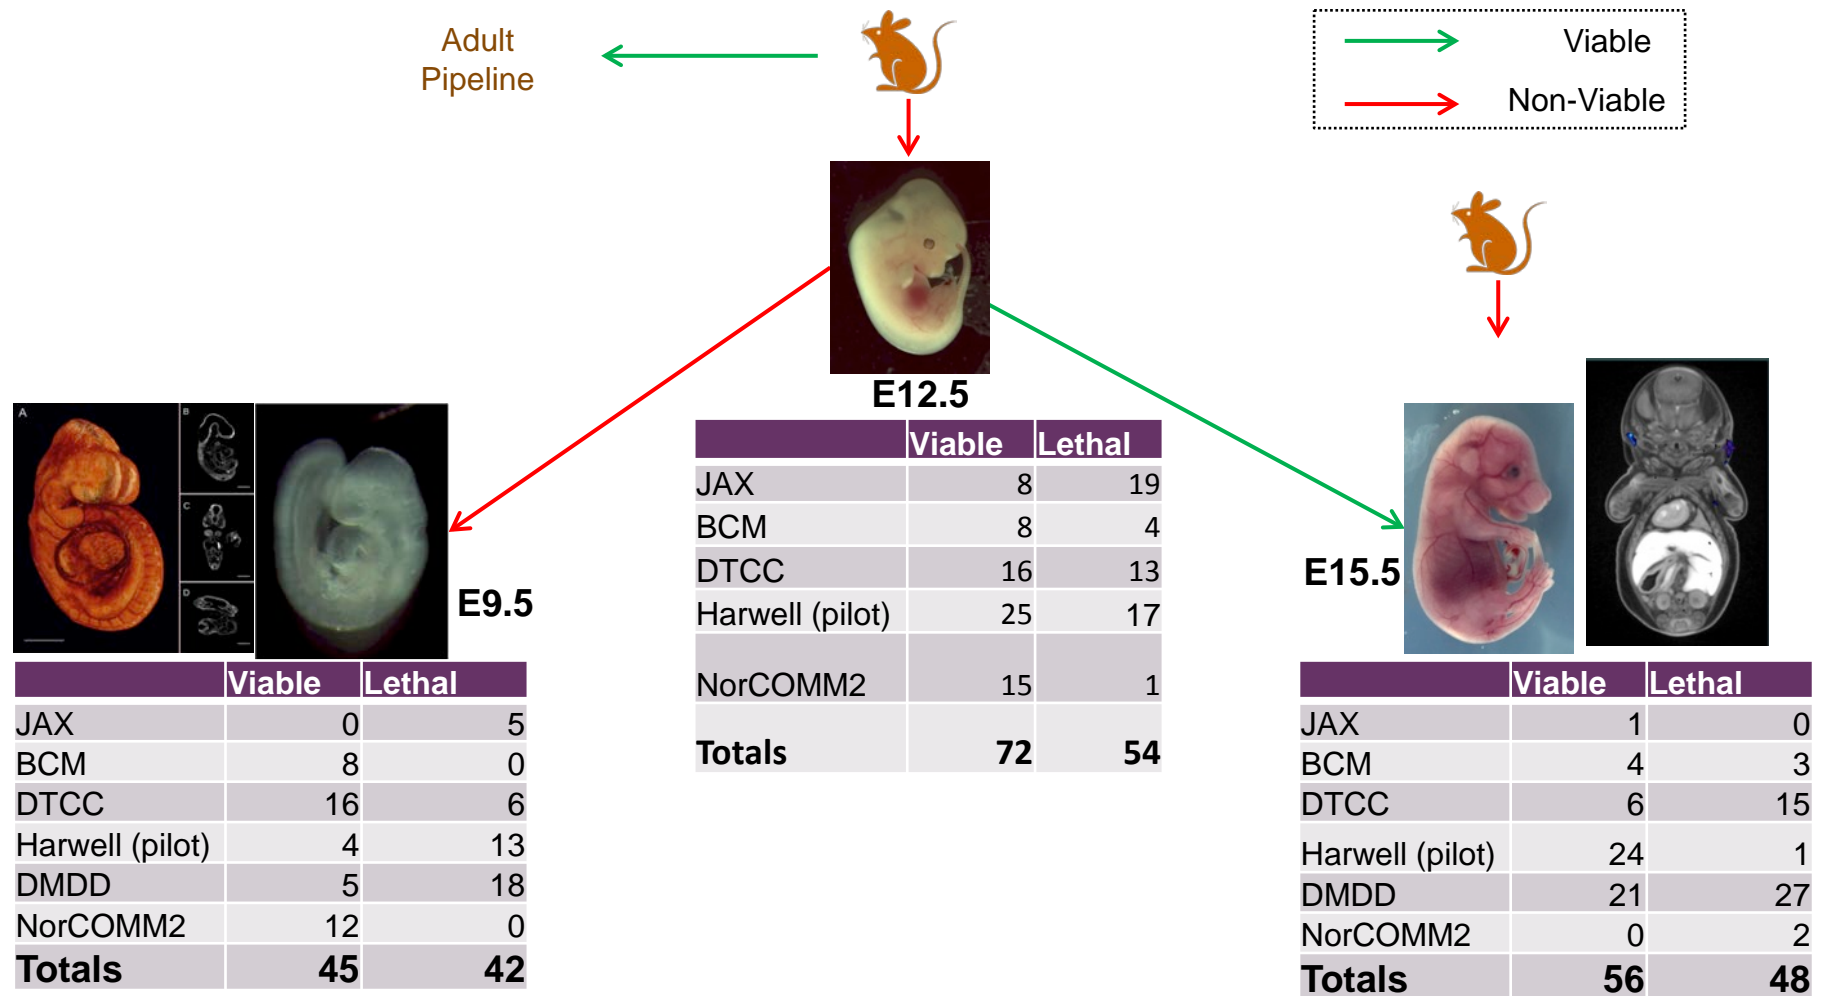 Adult
Pipeline
Viable
Non-Viable
E12.5
Viable Lethal
JAX 8 19
BCM 8 4
DTCC 16 13
Harwell (pilot) 25 17
NorCOMM2 15 1
Totals 72 54
A
B
C
D
E9.5
Viable Lethal
JAX 0 5
BCM 8 0
DTCC 16 6
Harwell (pilot) 4 13
DMDD 5 18
NorCOMM2 12 0
Totals 45 42
E15.5
Viable Lethal
JAX 1 0
BCM 4 3
DTCC 6 15
Harwell (pilot) 24 1
DMDD 21 27
NorCOMM2 0 2
Totals 56 48